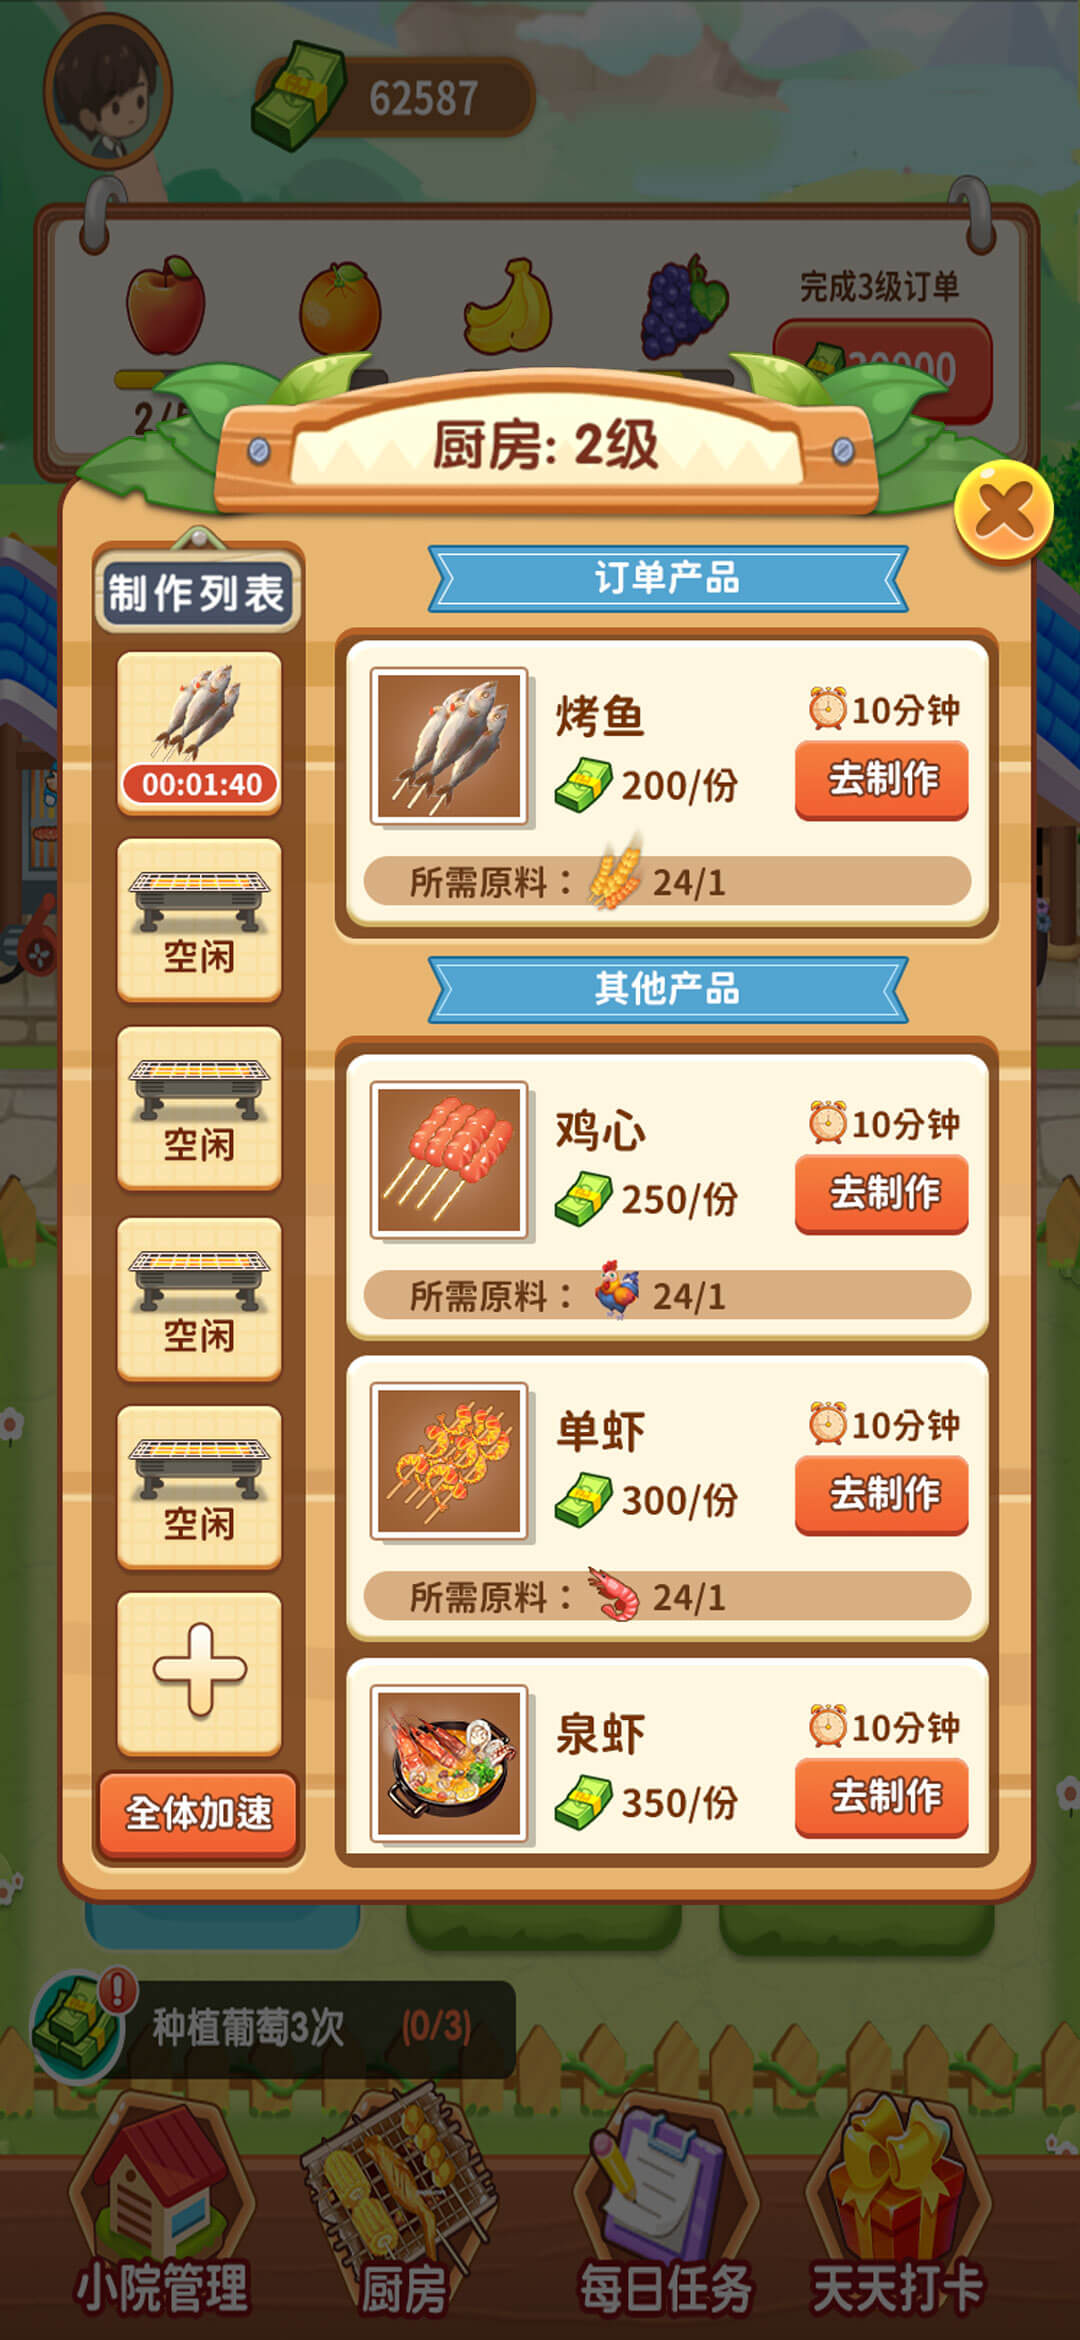 62587
完成3级订单
厨房: 2级
制作列表
00:01:40
空闲
空闲
空闲
空闲
全体加速
订单产品
烤鱼
10分钟
200/份
去制作
所需原料： 24/1
其他产品
鸡心
10分钟
250/份
去制作
所需原料： 24/1
单虾
10分钟
300/份
去制作
所需原料： 24/1
泉虾
10分钟
350/份
去制作
种植葡萄3次 (0/3)
小院管理
厨房
每日任务
天天打卡